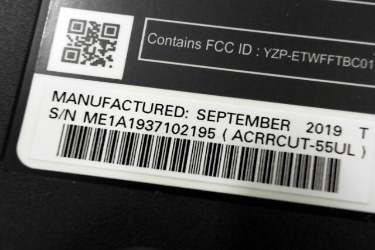 Contains FCC ID : YZP-ETWFFTBC01
MANUFACTURED: SEPTEMBER 2019 T
S/N ME1A1937102195 ( ACRRCUT-55UL )